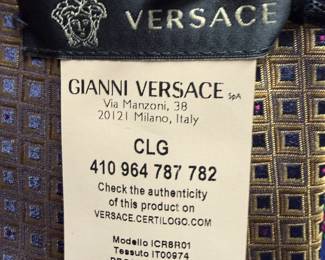 VERSACE
GIANNI VERSACE SpA
Via Manzoni, 38
20121 Milano, Italy
CLG
410 964 787 782
Check the
authenticity
of this product on
VERSACE.CERTILOGO.COM
Modello ICR8R01
Tessuto IT00974